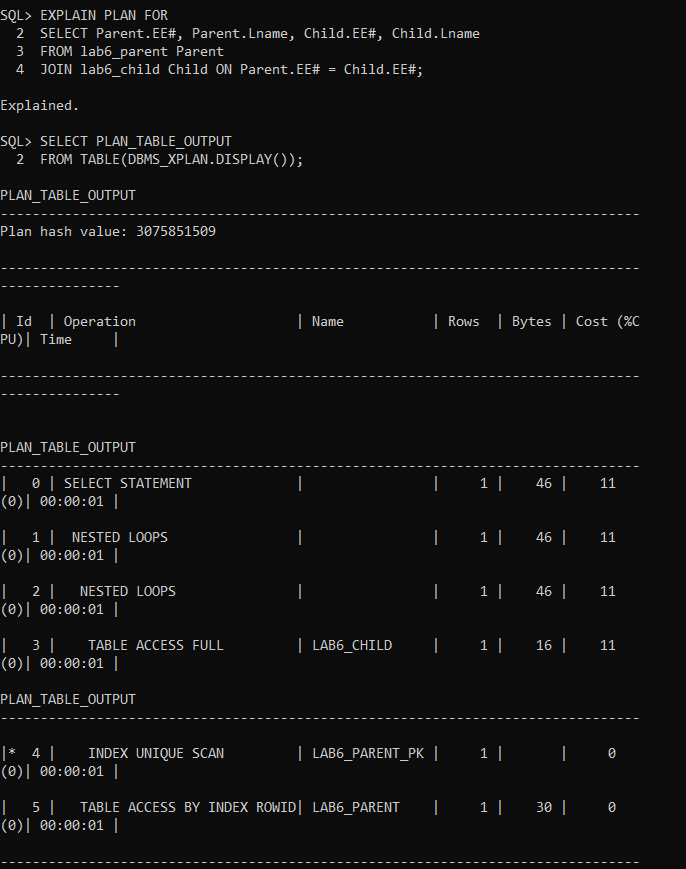 SQL> EXPLAIN PLAN FOR
  2  SELECT Parent.EE#, Parent.Lname, Child.EE#, Child.Lname
  3  FROM lab6_parent Parent
  4  JOIN lab6_child Child ON Parent.EE# = Child.EE#;

Explained.

SQL> SELECT PLAN_TABLE_OUTPUT
  2  FROM TABLE(DBMS_XPLAN.DISPLAY());

PLAN_TABLE_OUTPUT
--------------------------------------------------------------------------------
Plan hash value: 3075851509

--------------------------------------------------------------------------------
---------------

| Id  | Operation                    | Name         | Rows  | Bytes | Cost (%C
PU)| Time     |

--------------------------------------------------------------------------------
---------------


PLAN_TABLE_OUTPUT
--------------------------------------------------------------------------------
|   0 | SELECT STATEMENT             |                |     1 |    46 |    11
(0)| 00:00:01 |

|   1 |  NESTED LOOPS                |                |     1 |    46 |    11
(0)| 00:00:01 |

|   2 |   NESTED LOOPS               |                |     1 |    46 |    11
(0)| 00:00:01 |

|   3 |    TABLE ACCESS FULL         | LAB6_CHILD     |     1 |    16 |    11
(0)| 00:00:01 |

PLAN_TABLE_OUTPUT
--------------------------------------------------------------------------------

|*  4 |    INDEX UNIQUE SCAN         | LAB6_PARENT_PK |     1 |       |     0
(0)| 00:00:01 |

|   5 |   TABLE ACCESS BY INDEX ROWID| LAB6_PARENT    |     1 |    30 |     0
(0)| 00:00:01 |

--------------------------------------------------------------------------------